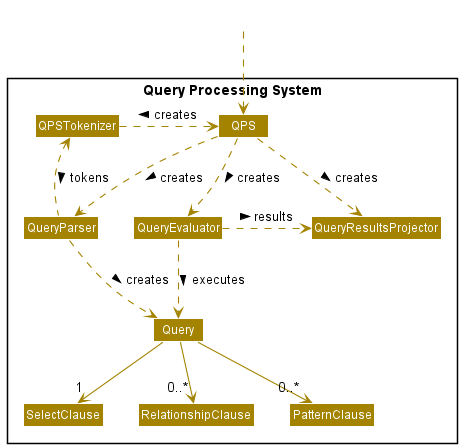 Query Processing System
QPSTokenizer
creates
QPS
tokens
creates
creates
creates
QueryParser
QueryEvaluator
results
QueryResultsProjector
creates
executes
Query
1
0..*
0..*
SelectClause
RelationshipClause
PatternClause